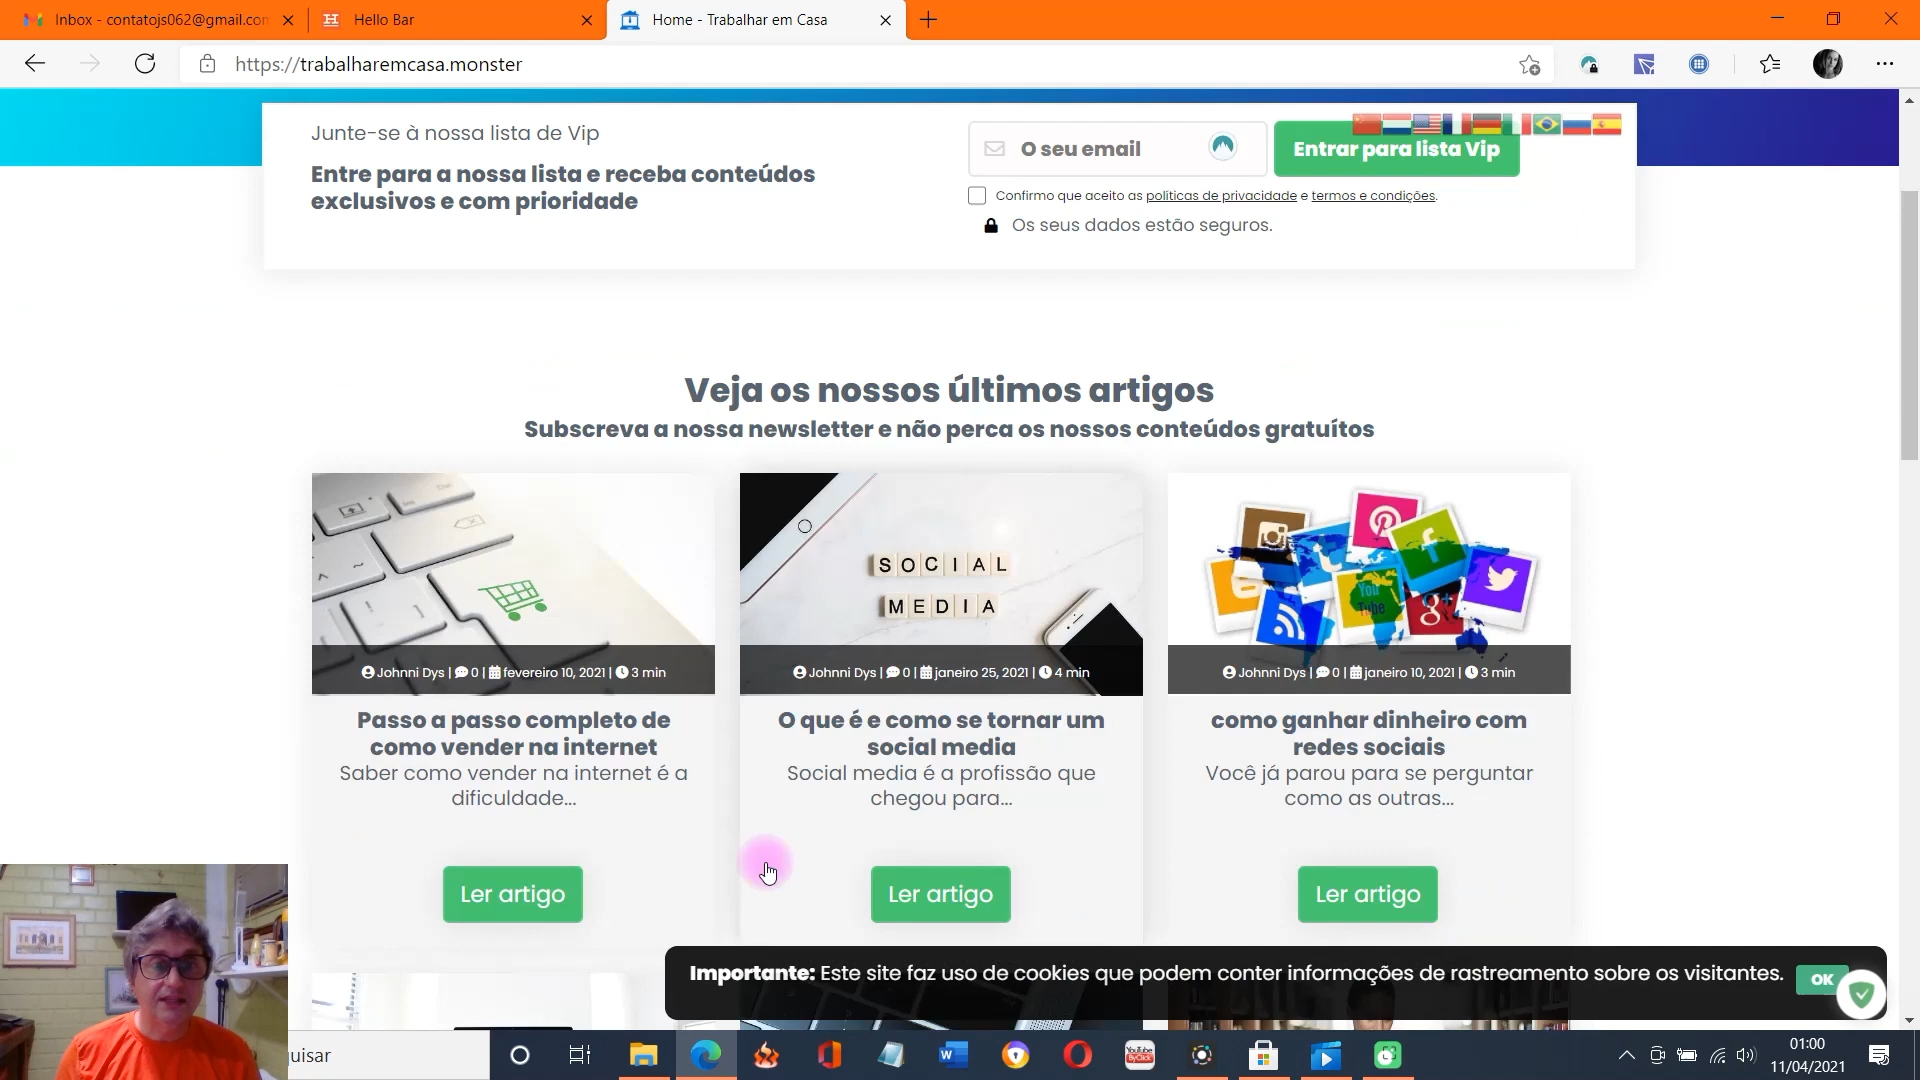 Inbox - contatojs062@gmail.con
Hello Bar
Home - Trabalhar em Casa
https://trabalharemcasa.monster
Junte-se à nossa lista de Vip
Entre para a nossa lista e receba conteúdos
exclusivos e com prioridade
O seu email
Entrar para lista Vip
Confirmo que aceito as políticas de privacidade e termos e condições.
Os seus dados estão seguros.
Veja os nossos últimos artigos
Subscreva a nossa newsletter e não perca os nossos conteúdos gratuítos
SOCIAL
MEDIA
You
Tube
Johnni Dys | 0 | fevereiro 10, 2021 | 3 min
Johnni Dys | 0 | janeiro 25, 2021 | 4 min
Johnni Dys | 0 | janeiro 10, 2021 | 3 min
Passo a passo completo de
como vender na internet
Saber como vender na internet é a
dificuldade...
Ler artigo
O que é e como se tornar um
social media
Social media é a profissão que
chegou para...
Ler artigo
como ganhar dinheiro com
redes sociais
Você já parou para se perguntar
como as outras...
Ler artigo
Importante: Este site faz uso de cookies que podem conter informações de rastreamento sobre os visitantes.
OK
quisar
01:00
11/04/2021